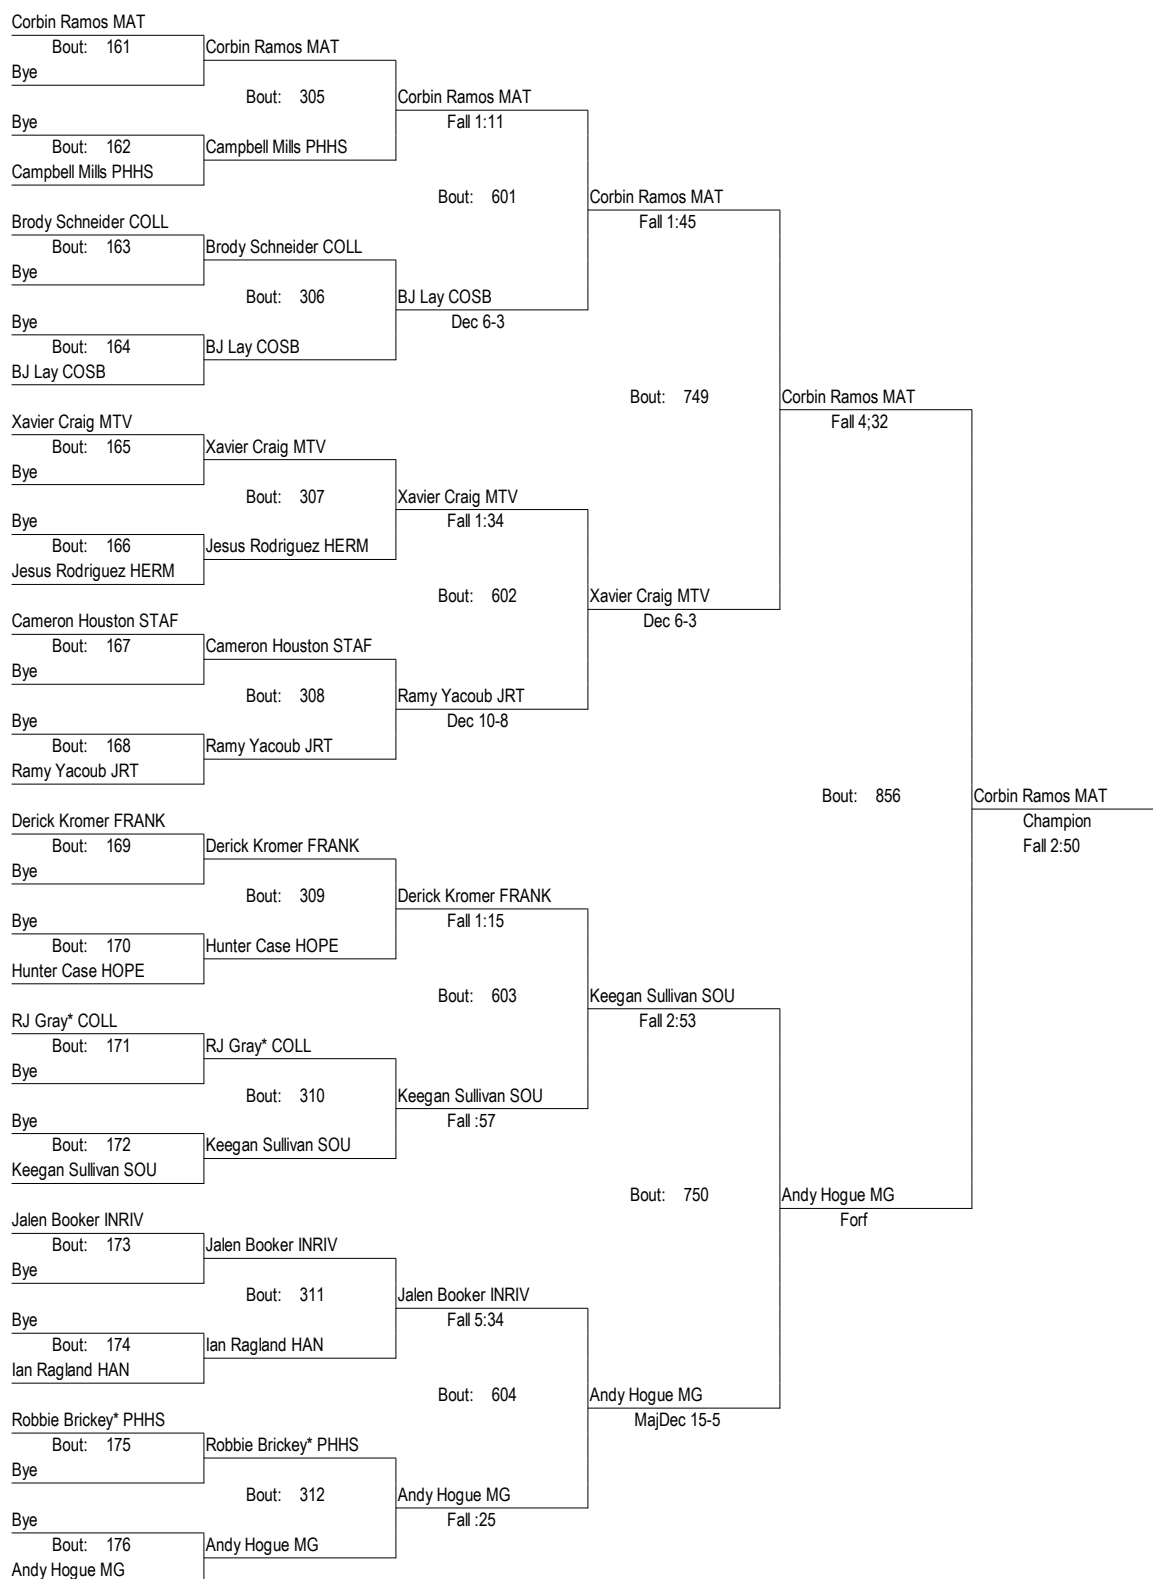 Corbin Ramos MAT
Bout: 161
Corbin Ramos MAT
Bye
Bout: 305
Corbin Ramos MAT
Bye
Fall 1:11
Bout: 162
Campbell Mills PHHS
Campbell Mills PHHS
Bout: 601
Corbin Ramos MAT
Brody Schneider COLL
Fall 1:45
Bout: 163
Brody Schneider COLL
Bye
Bout: 306
BJ Lay COSB
Bye
Dec 6-3
Bout: 164
BJ Lay COSB
BJ Lay COSB
Bout: 749
Corbin Ramos MAT
Xavier Craig MTV
Fall 4;32
Bout: 165
Xavier Craig MTV
Bye
Bout: 307
Xavier Craig MTV
Bye
Fall 1:34
Bout: 166
Jesus Rodriguez HERM
Jesus Rodriguez HERM
Bout: 602
Xavier Craig MTV
Cameron Houston STAF
Dec 6-3
Bout: 167
Cameron Houston STAF
Bye
Bout: 308
Ramy Yacoub JRT
Bye
Dec 10-8
Bout: 168
Ramy Yacoub JRT
Ramy Yacoub JRT
Bout: 856
Corbin Ramos MAT
Derick Kromer FRANK
Champion
Bout: 169
Derick Kromer FRANK
Fall 2:50
Bye
Bout: 309
Derick Kromer FRANK
Bye
Fall 1:15
Bout: 170
Hunter Case HOPE
Hunter Case HOPE
Bout: 603
Keegan Sullivan SOU
RJ Gray* COLL
Fall 2:53
Bout: 171
RJ Gray* COLL
Bye
Bout: 310
Keegan Sullivan SOU
Bye
Fall :57
Bout: 172
Keegan Sullivan SOU
Keegan Sullivan SOU
Bout: 750
Andy Hogue MG
Jalen Booker INRIV
Forf
Bout: 173
Jalen Booker INRIV
Bye
Bout: 311
Jalen Booker INRIV
Bye
Fall 5:34
Bout: 174
Ian Ragland HAN
Ian Ragland HAN
Bout: 604
Andy Hogue MG
Robbie Brickey* PHHS
MajDec 15-5
Bout: 175
Robbie Brickey* PHHS
Bye
Bout: 312
Andy Hogue MG
Bye
Fall :25
Bout: 176
Andy Hogue MG
Andy Hogue MG